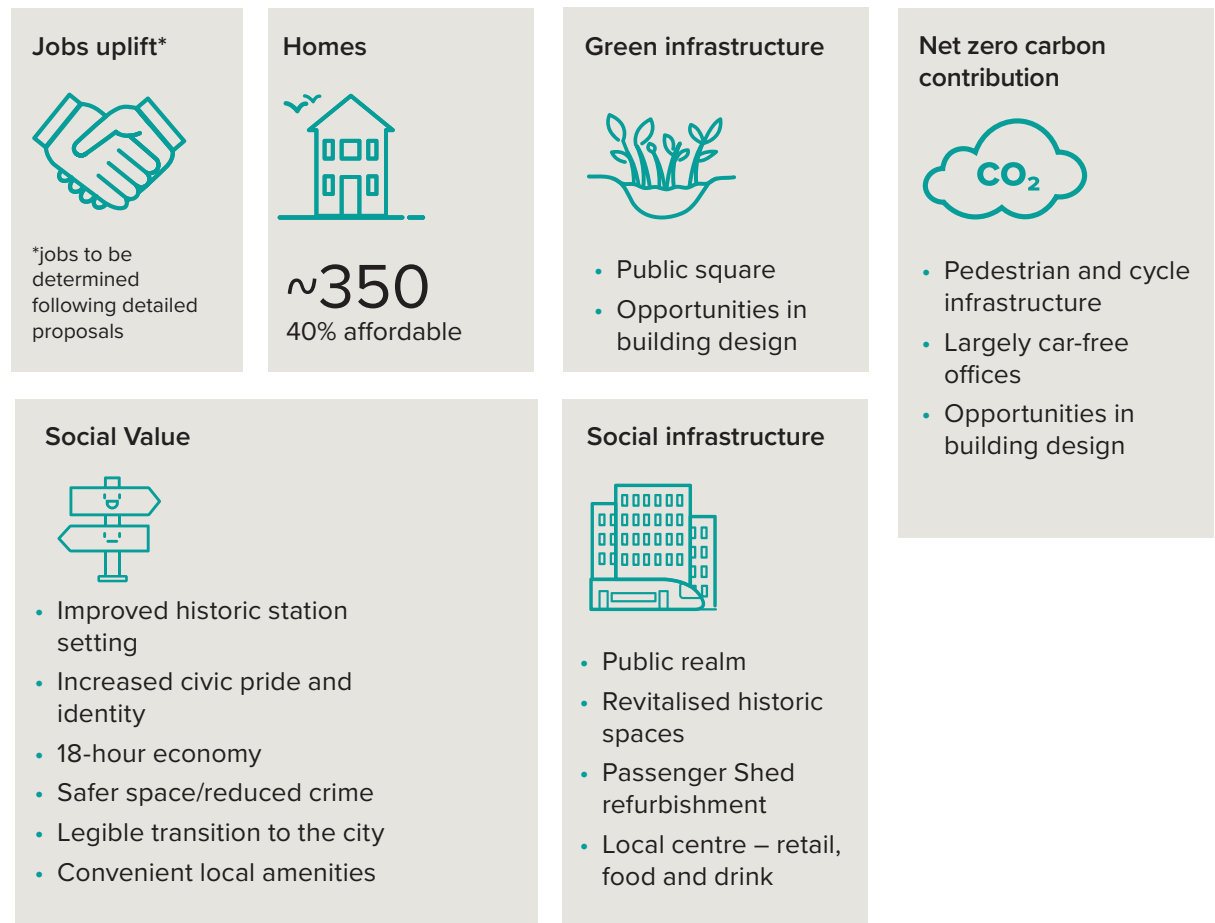 Jobs uplift*
*jobs to be
determined
following detailed
proposals
Homes
~350
40% affordable
Green infrastructure
• Public square
• Opportunities in
building design
Net zero carbon
contribution
CO₂
• Pedestrian and cycle
infrastructure
• Largely car-free
offices
• Opportunities in
building design
Social Value
• Improved historic station
setting
• Increased civic pride and
identity
• 18-hour economy
• Safer space/reduced crime
• Legible transition to the city
• Convenient local amenities
Social infrastructure
• Public realm
• Revitalised historic
spaces
• Passenger Shed
refurbishment
• Local centre – retail,
food and drink